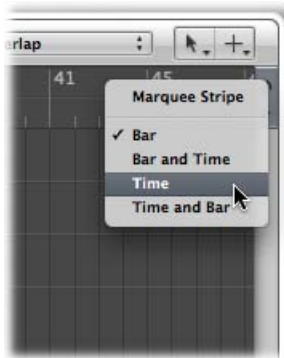 erlap
41 45
Marquee Stripe
✓ Bar
Bar and Time
Time
Time and Bar